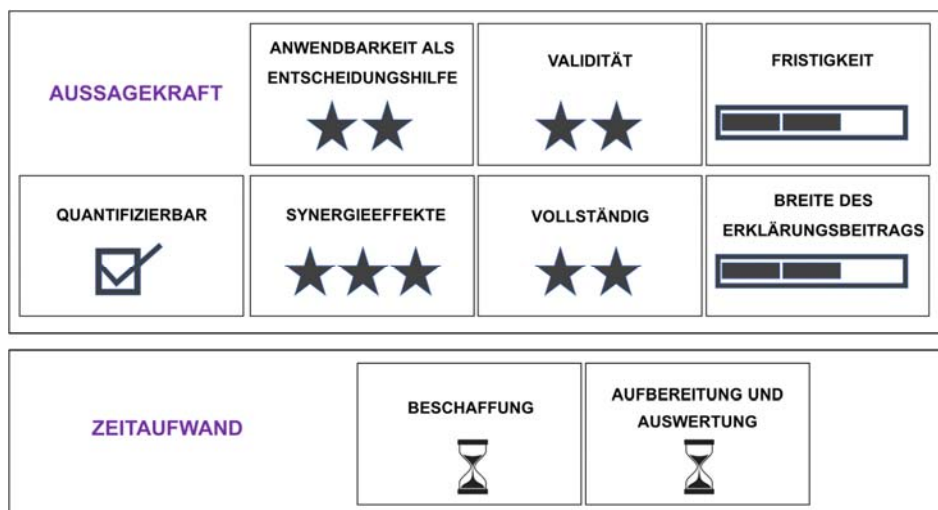 AUSSAGEKRAFT
ANWENDBARKEIT ALS
ENTSCHEIDUNGSHILFE
VALIDITÄT
FRISTIGKEIT
QUANTIFIZIERBAR
SYNERGIEEFFEKTE
VOLLSTÄNDIG
BREITE DES
ERKLÄRUNGSBEITRAGS
ZEITAUFWAND
BESCHAFFUNG
AUFBEREITUNG UND
AUSWERTUNG